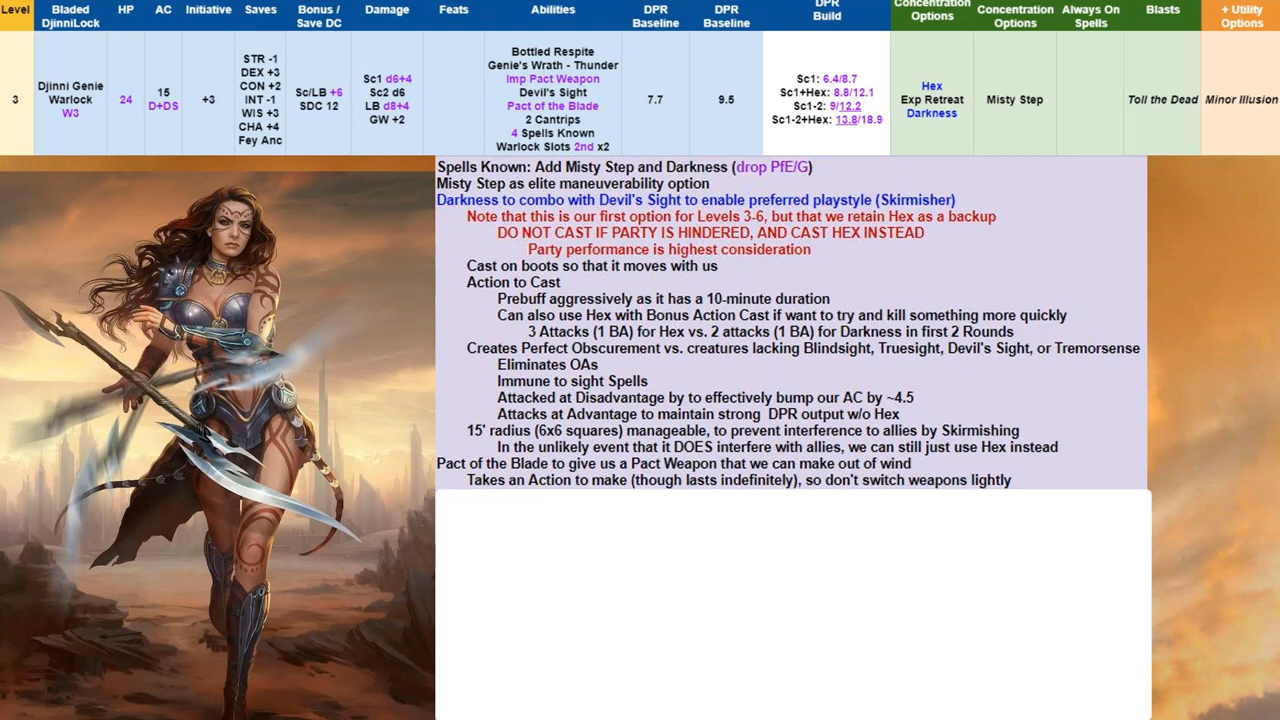 Level
Bladed DjinniLock
HP
AC
Initiative
Saves
Bonus / Save DC
Damage
Feats
Abilities
DPR Baseline
DPR Baseline
DPR Build
Concentration Options
Concentration Options
Always On Spells
Blasts
+ Utility Options
3
Djinni Genie
Warlock
W3
24
15
D+DS
+3
STR -1
DEX +3
CON +2
INT -1
WIS +3
CHA +4
Fey Anc
Sc/LB +6
SDC 12
Sc1 d6+4
Sc2 d6
LB d8+4
GW +2
Bottled Respite
Genie's Wrath - Thunder
Imp Pact Weapon
Devil's Sight
Pact of the Blade
2 Cantrips
4 Spells Known
Warlock Slots 2nd x2
7.7
9.5
Sc1: 6.4/8.7
Sc1+Hex: 8.8/12.1
Sc1-2: 9/12.2
Sc1-2+Hex: 13.8/18.9
Hex
Exp Retreat
Darkness
Misty Step
Toll the Dead
Minor Illusion
Spells Known: Add Misty Step and Darkness (drop PfE/G)
Misty Step as elite maneuverability option
Darkness to combo with Devil's Sight to enable preferred playstyle (Skirmisher)
Note that this is our first option for Levels 3-6, but that we retain Hex as a backup
DO NOT CAST IF PARTY IS HINDERED, AND CAST HEX INSTEAD
Party performance is highest consideration
Cast on boots so that it moves with us
Action to Cast
Prebuff aggressively as it has a 10-minute duration
Can also use Hex with Bonus Action Cast if want to try and kill something more quickly
3 Attacks (1 BA) for Hex vs. 2 attacks (1 BA) for Darkness in first 2 Rounds
Creates Perfect Obscurement vs. creatures lacking Blindsight, Truesight, Devil's Sight, or Tremorsense
Eliminates OAs
Immune to sight Spells
Attacked at Disadvantage by to effectively bump our AC by ~4.5
Attacks at Advantage to maintain strong DPR output w/o Hex
15' radius (6x6 squares) manageable, to prevent interference to allies by Skirmishing
In the unlikely event that it DOES interfere with allies, we can still just use Hex instead
Pact of the Blade to give us a Pact Weapon that we can make out of wind
Takes an Action to make (though lasts indefinitely), so don't switch weapons lightly